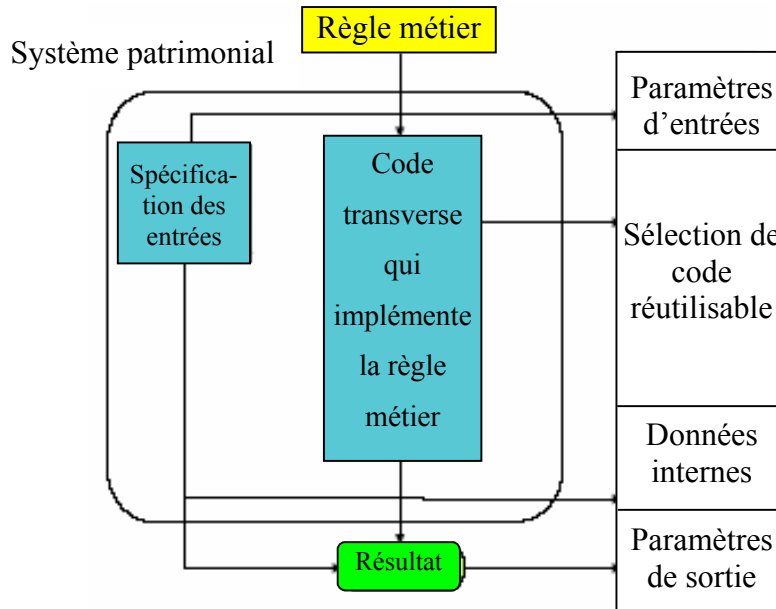 Règle métier
Système patrimonial
Spécifica-
tion des
entrées
Code
transverse
qui
implémente
la règle
métier
Résultat
Paramètres
d’entrées
Sélection de
code
réutilisable
Données
internes
Paramètres
de sortie